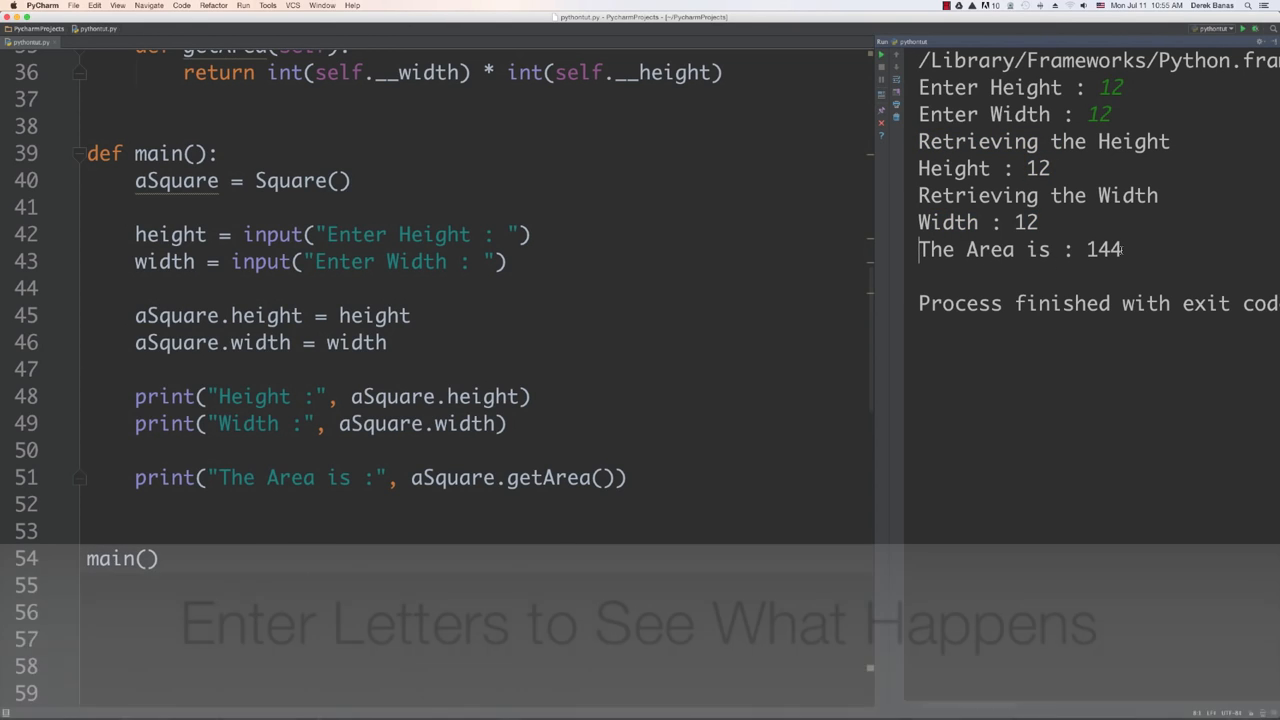 PyCharm File Edit View Navigate Code Refactor Run Tools VCS Window Help 10 100% Mon Jul 11 10:55 AM Derek Banas
pythontut.py - PycharmProjects - [~/PycharmProjects]
PycharmProjects pythontut.py pythontut
pythontut.py
Run pythontut
35 def getArea(self):
36 return int(self.__width) * int(self.__height)
37
38
39 def main():
40 aSquare = Square()
41
42 height = input("Enter Height : ")
43 width = input("Enter Width : ")
44
45 aSquare.height = height
46 aSquare.width = width
47
48 print("Height :", aSquare.height)
49 print("Width :", aSquare.width)
50
51 print("The Area is :", aSquare.getArea())
52
53
54 main()
55
56
57
58
59
Enter Letters to See What Happens
/Library/Frameworks/Python.fra
Enter Height : 12
Enter Width : 12
Retrieving the Height
Height : 12
Retrieving the Width
Width : 12
The Area is : 144
Process finished with exit cod